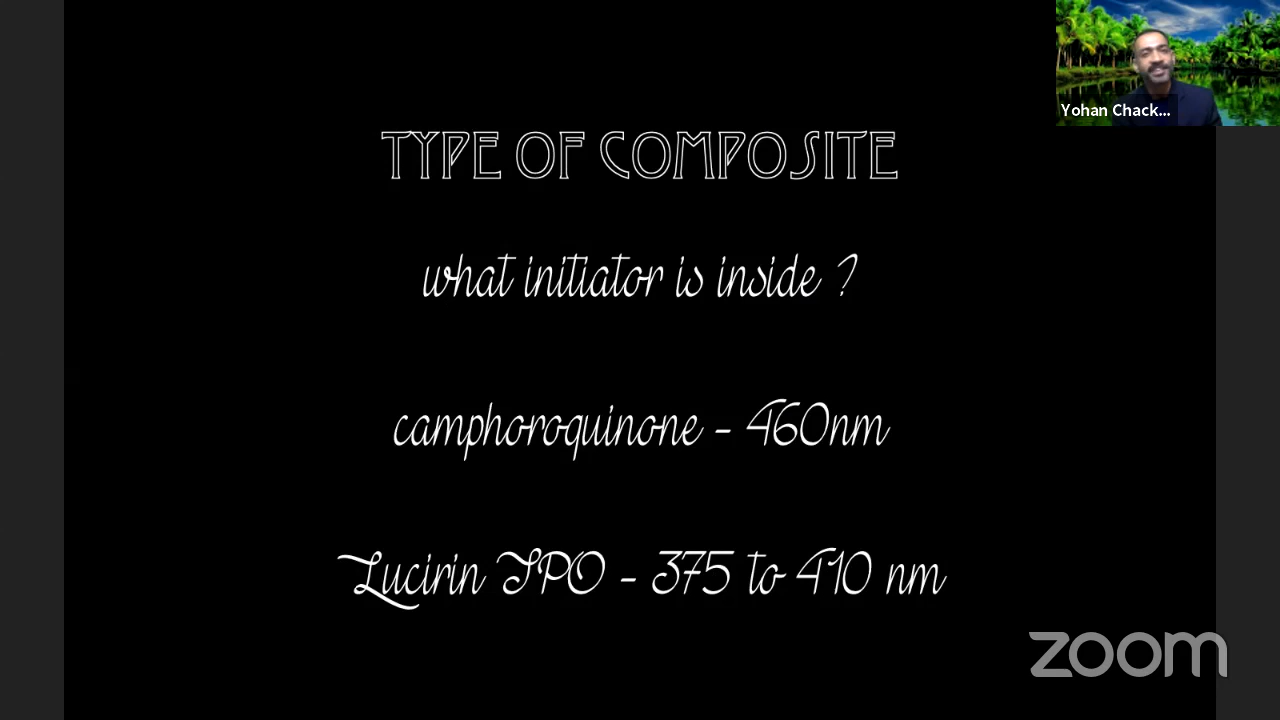 Yohan Chack...
TYPE OF COMPOSITE
what initiator is inside ?
camphoroquinone - 460nm
Lucirin TPO - 375 to 410 nm
zoom